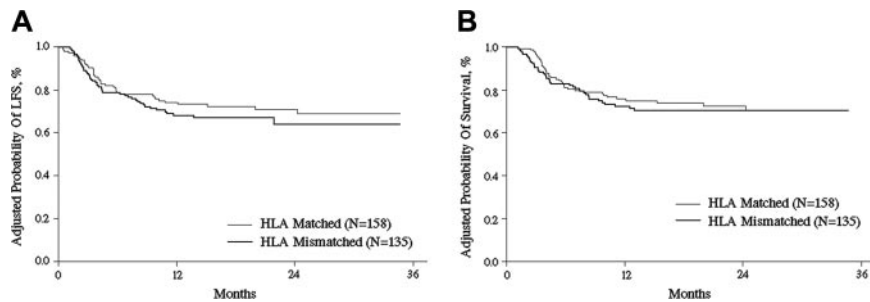 A
Adjusted Probability Of LFS, %
1.0
0.8
0.6
0.4
0.2
0.0
HLA Matched (N=158)
HLA Mismatched (N=135)
0 12 24 36
Months
B
Adjusted Probability Of Survival, %
1.0
0.8
0.6
0.4
0.2
0.0
HLA Matched (N=158)
HLA Mismatched (N=135)
0 12 24 36
Months